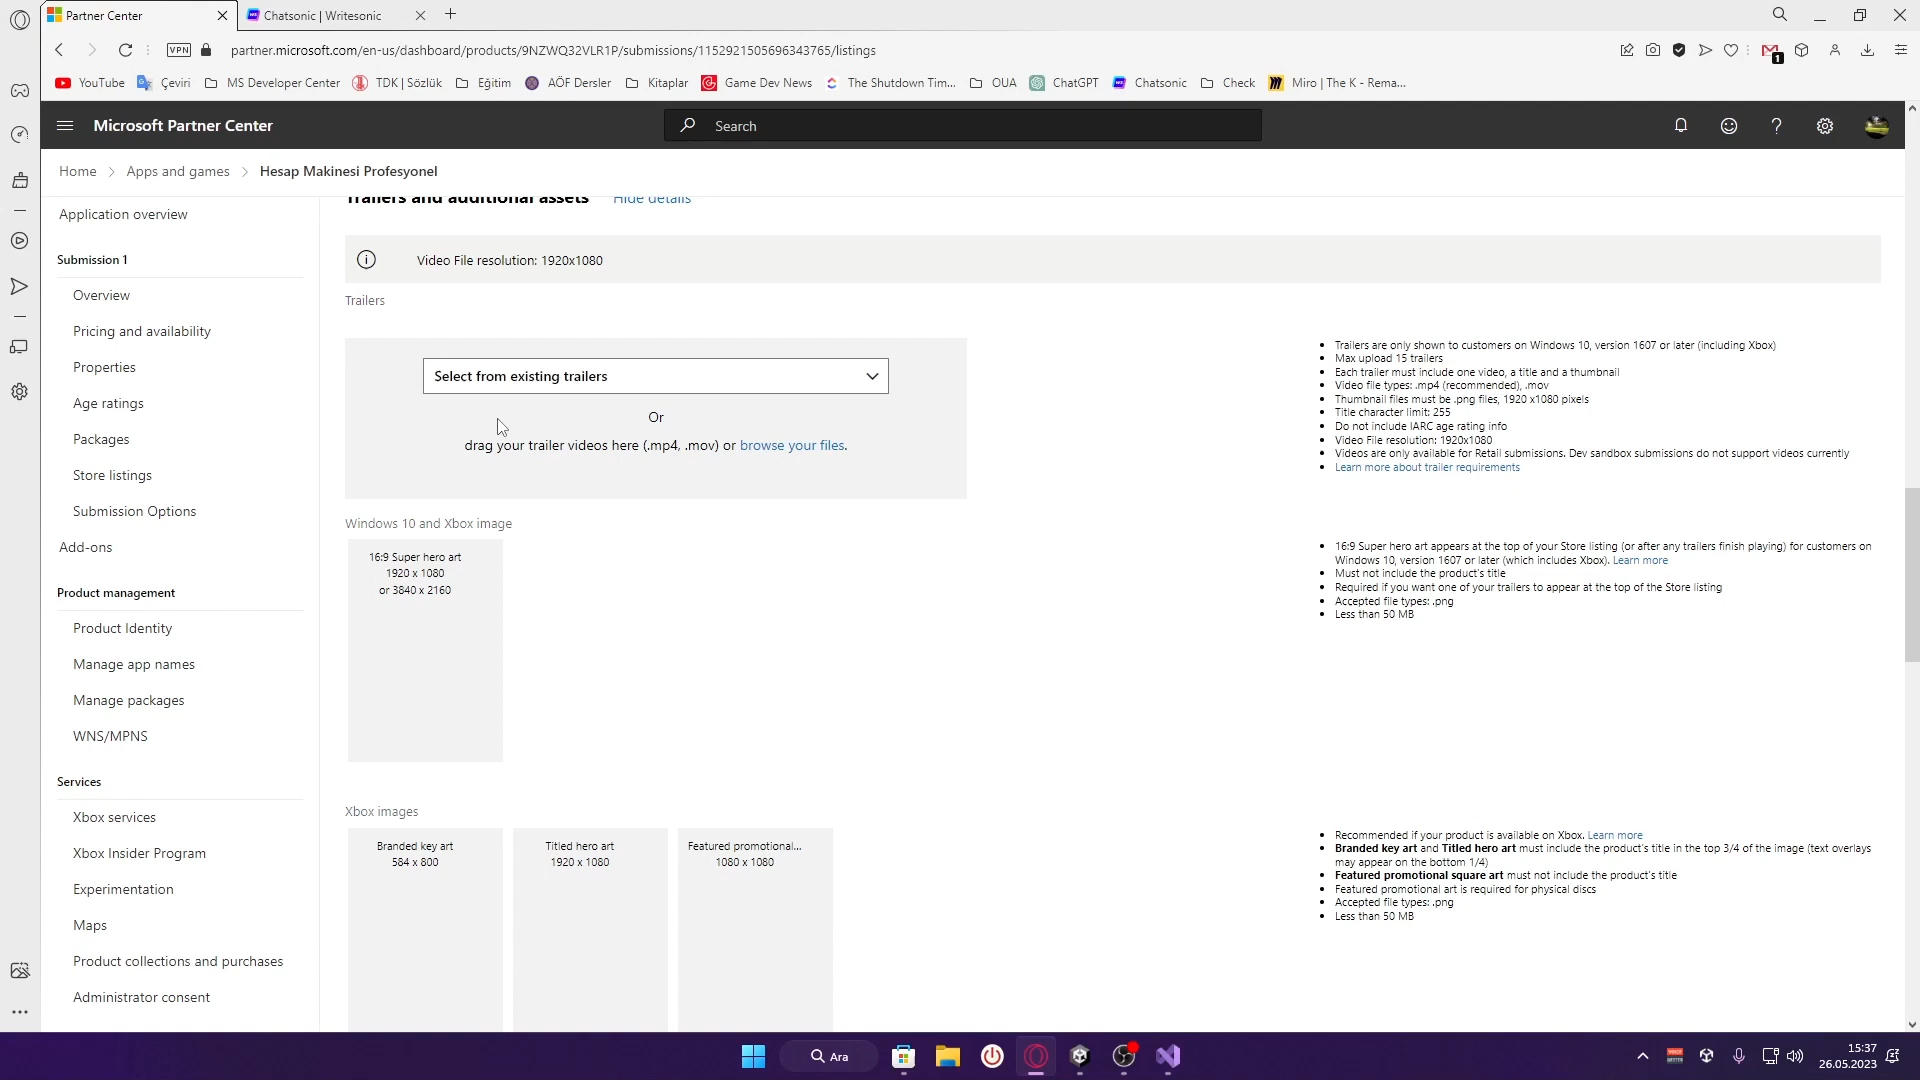 Partner Center
Chatsonic | Writesonic
VPN
partner.microsoft.com/en-us/dashboard/products/9NZWQ32VLR1P/submissions/1152921505696343765/listings
1
YouTube
Çeviri
MS Developer Center
TDK | Sözlük
Eğitim
AÖF Dersler
Kitaplar
Game Dev News
The Shutdown Tim...
OUA
ChatGPT
Chatsonic
Check
Miro | The K - Rema...
Microsoft Partner Center
Search
Home
Apps and games
Hesap Makinesi Profesyonel
Application overview
Submission 1
Overview
Pricing and availability
Properties
Age ratings
Packages
Store listings
Submission Options
Add-ons
Product management
Product Identity
Manage app names
Manage packages
WNS/MPNS
Services
Xbox services
Xbox Insider Program
Experimentation
Maps
Product collections and purchases
Administrator consent
Trailers and additional assets
Hide details
Video File resolution: 1920x1080
Trailers
Select from existing trailers
Or
drag your trailer videos here (.mp4, .mov) or browse your files.
Trailers are only shown to customers on Windows 10, version 1607 or later (including Xbox)
Max upload 15 trailers
Each trailer must include one video, a title and a thumbnail
Video file types: .mp4 (recommended), .mov
Thumbnail files must be .png files, 1920 x1080 pixels
Title character limit: 255
Do not include IARC age rating info
Video File resolution: 1920x1080
Videos are only available for Retail submissions. Dev sandbox submissions do not support videos currently
Learn more about trailer requirements
Windows 10 and Xbox image
16:9 Super hero art
1920 x 1080
or 3840 x 2160
16:9 Super hero art appears at the top of your Store listing (or after any trailers finish playing) for customers on
Windows 10, version 1607 or later (which includes Xbox). Learn more
Must not include the product's title
Required if you want one of your trailers to appear at the top of the Store listing
Accepted file types: .png
Less than 50 MB
Xbox images
Branded key art
584 x 800
Titled hero art
1920 x 1080
Featured promotional...
1080 x 1080
Recommended if your product is available on Xbox. Learn more
Branded key art and Titled hero art must include the product's title in the top 3/4 of the image (text overlays
may appear on the bottom 1/4)
Featured promotional square art must not include the product's title
Featured promotional art is required for physical discs
Accepted file types: .png
Less than 50 MB
Ara
15:37
26.05.2023